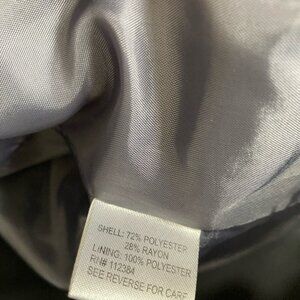 SHELL: 72% POLYESTER
28% RAYON
LINING: 100% POLYESTER
RN# 112384
SEE REVERSE FOR CARE